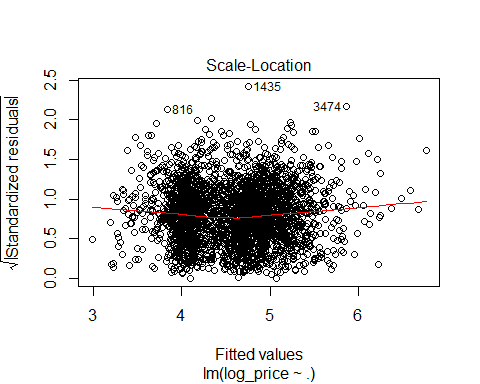 Scale-Location
√|Standardized residuals|
2.5
2.0
1.5
1.0
0.5
0.0
1435
816
3474
3 4 5 6
Fitted values
lm(log_price ~ .)